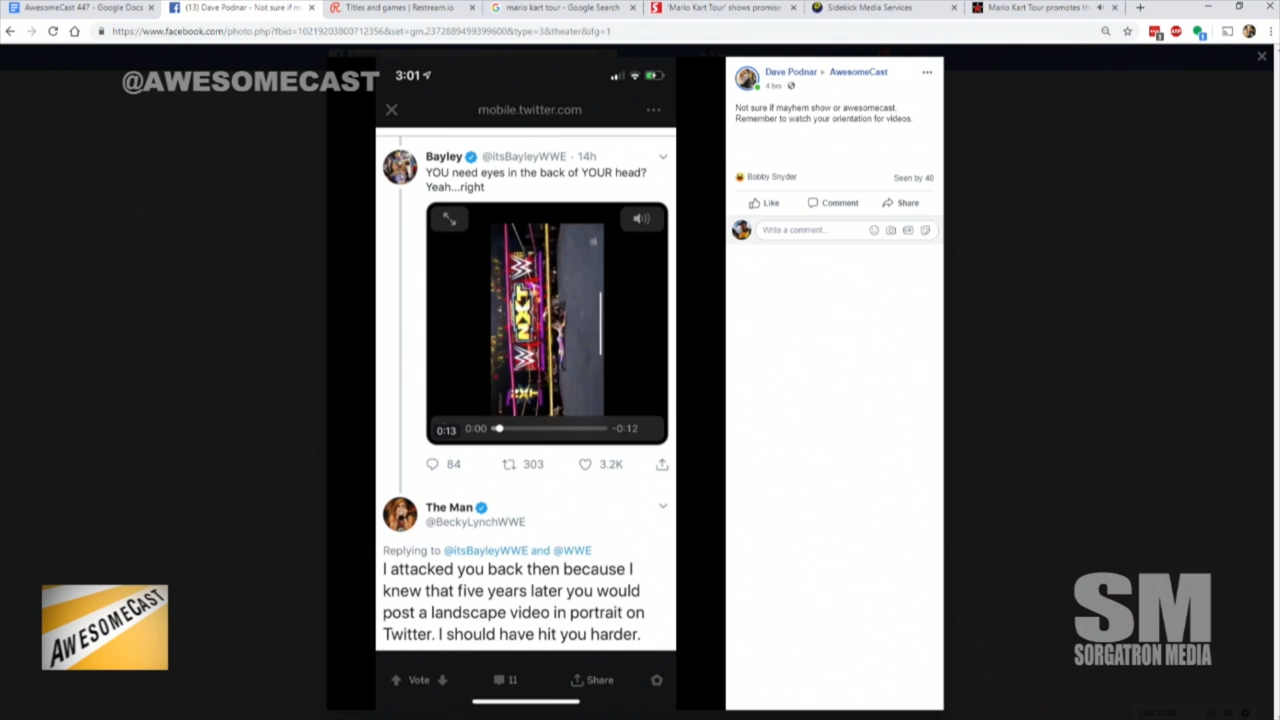 AwesomeCast 447 - Google Docs
(13) Dave Podnar - Not sure if m
Titles and games | Restream.io
mario kart tour - Google Search
'Mario Kart Tour' shows promise
Sidekick Media Services
Mario Kart Tour promotes th
https://www.facebook.com/photo.php?fbid=10219203800712356&set=gm.2372889499399600&type=3&theater&ifg=1
@AWESOMECAST
3:01
mobile.twitter.com
Bayley @itsBayleyWWE · 14h
YOU need eyes in the back of YOUR head?
Yeah...right
W NXT W
0:13 0:00 -0:12
84 303 3.2K
The Man
@BeckyLynchWWE
Replying to @itsBayleyWWE and @WWE
I attacked you back then because I
knew that five years later you would
post a landscape video in portrait on
Twitter. I should have hit you harder.
Vote 11 Share
Dave Podnar ▸ AwesomeCast
4 hrs ·
Not sure if mayhem show or awesomecast.
Remember to watch your orientation for videos.
Bobby Snyder Seen by 40
Like Comment Share
Write a comment...
AWESOMECAST
SM
SORGATRON MEDIA